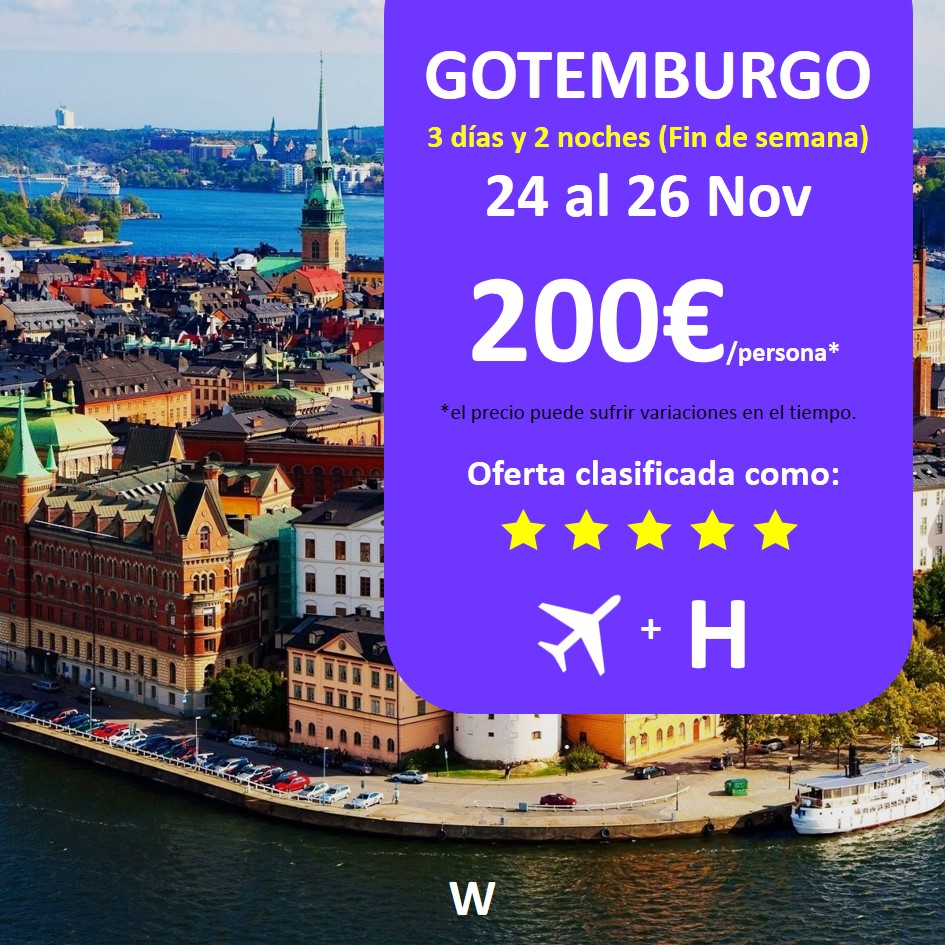 GOTEMBURGO
3 días y 2 noches (Fin de semana)
24 al 26 Nov
200€/persona*
*el precio puede sufrir variaciones en el tiempo.
Oferta clasificada como:
+ H
W